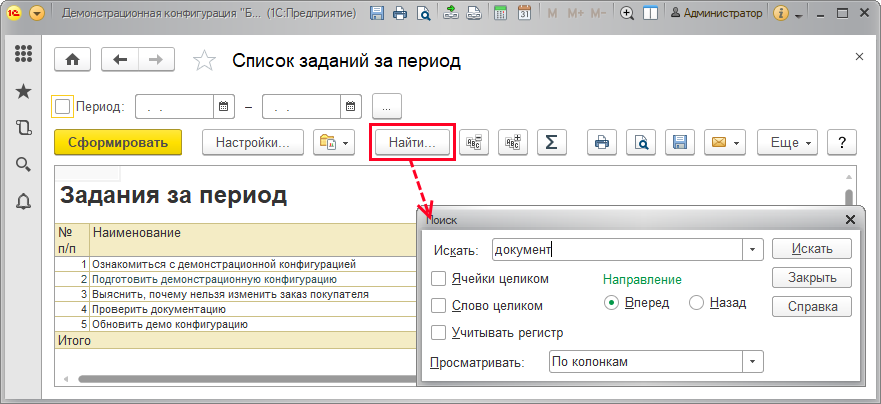 Демонстрационная конфигурация "Б... (1С:Предприятие) M M+ M- Администратор
Список заданий за период
Период: . . – . . ...
Сформировать Настройки... Найти... Σ Еще ?
Задания за период
№ п/п Наименование
1 Ознакомиться с демонстрационной конфигурацией
2 Подготовить демонстрационную конфигурацию
3 Выяснить, почему нельзя изменить заказ покупателя
4 Проверить документацию
5 Обновить демо конфигурацию
Итого
Поиск
Искать: документ Искать
Ячейки целиком Направление Закрыть
Слово целиком Вперед Назад Справка
Учитывать регистр
Просматривать: По колонкам